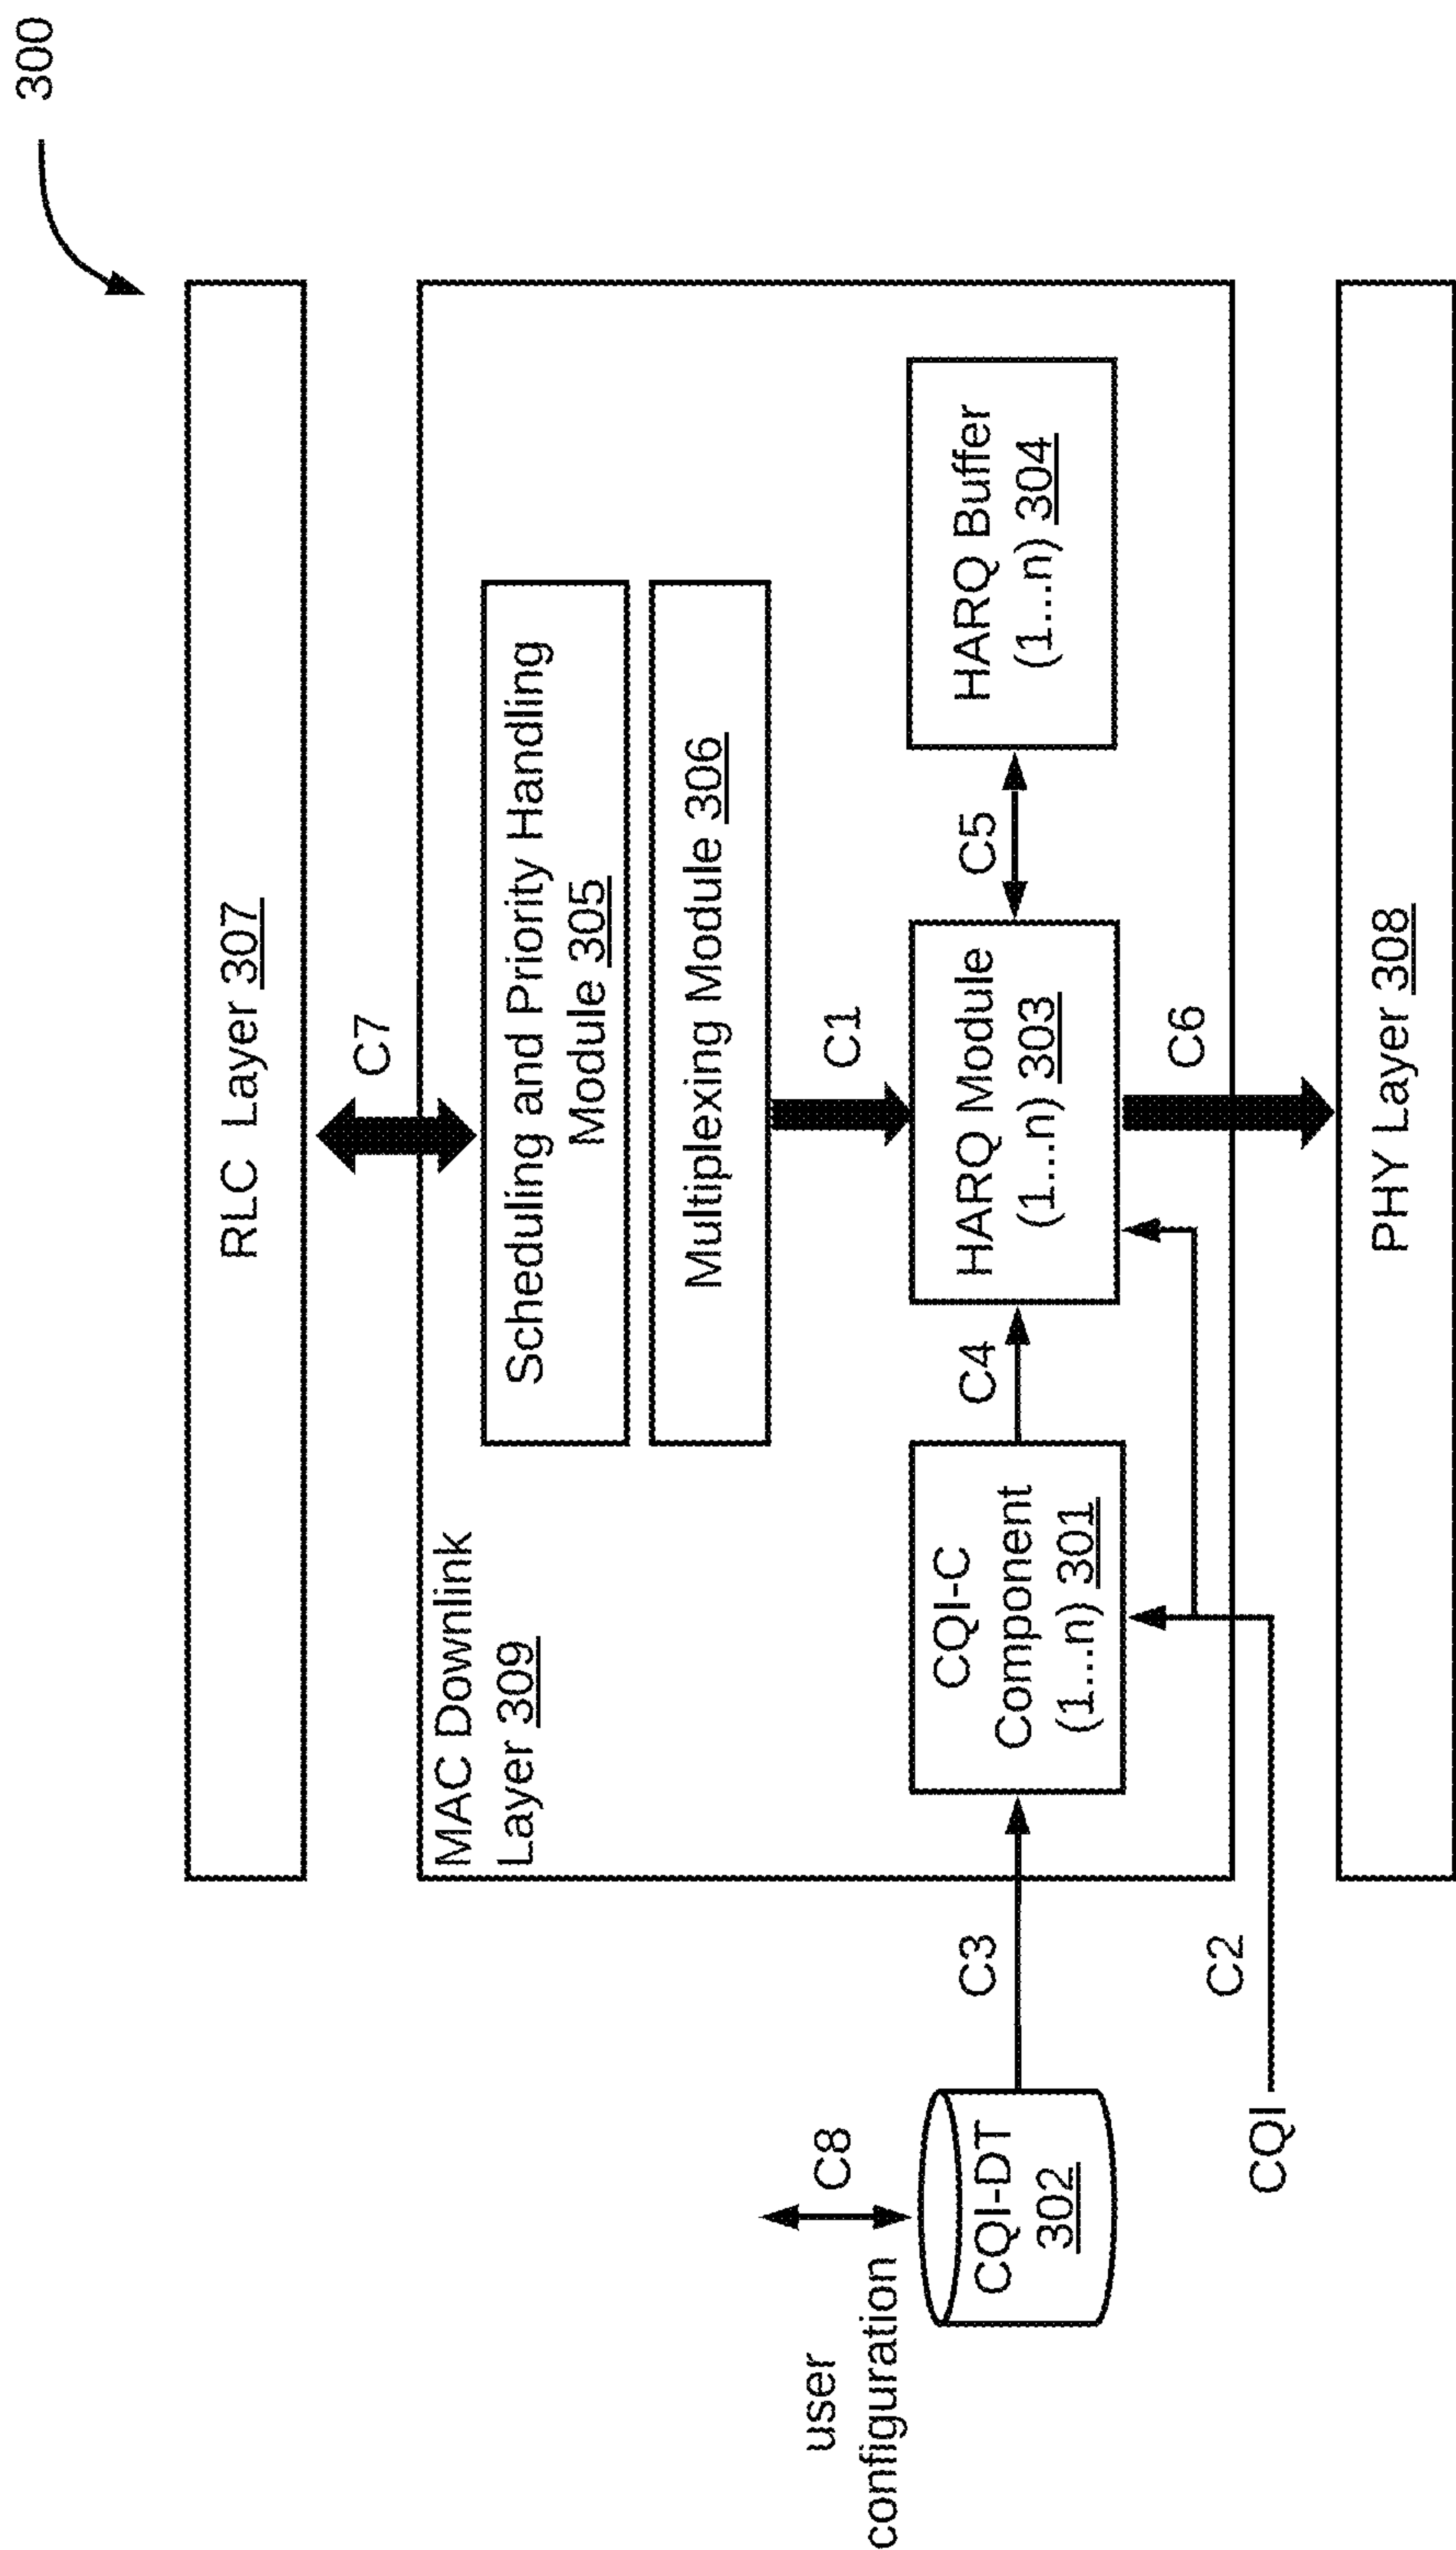 300
RLC Layer 307
C7
MAC Downlink
Layer 309
Scheduling and Priority Handling
Module 305
Multiplexing Module 306
C1
user
configuration
C8
CQI-DT
302
C3
CQI-C
Component
(1...n) 301
C4
HARQ Module
(1...n) 303
C5
HARQ Buffer
(1...n) 304
C2
C6
CQI
PHY Layer 308